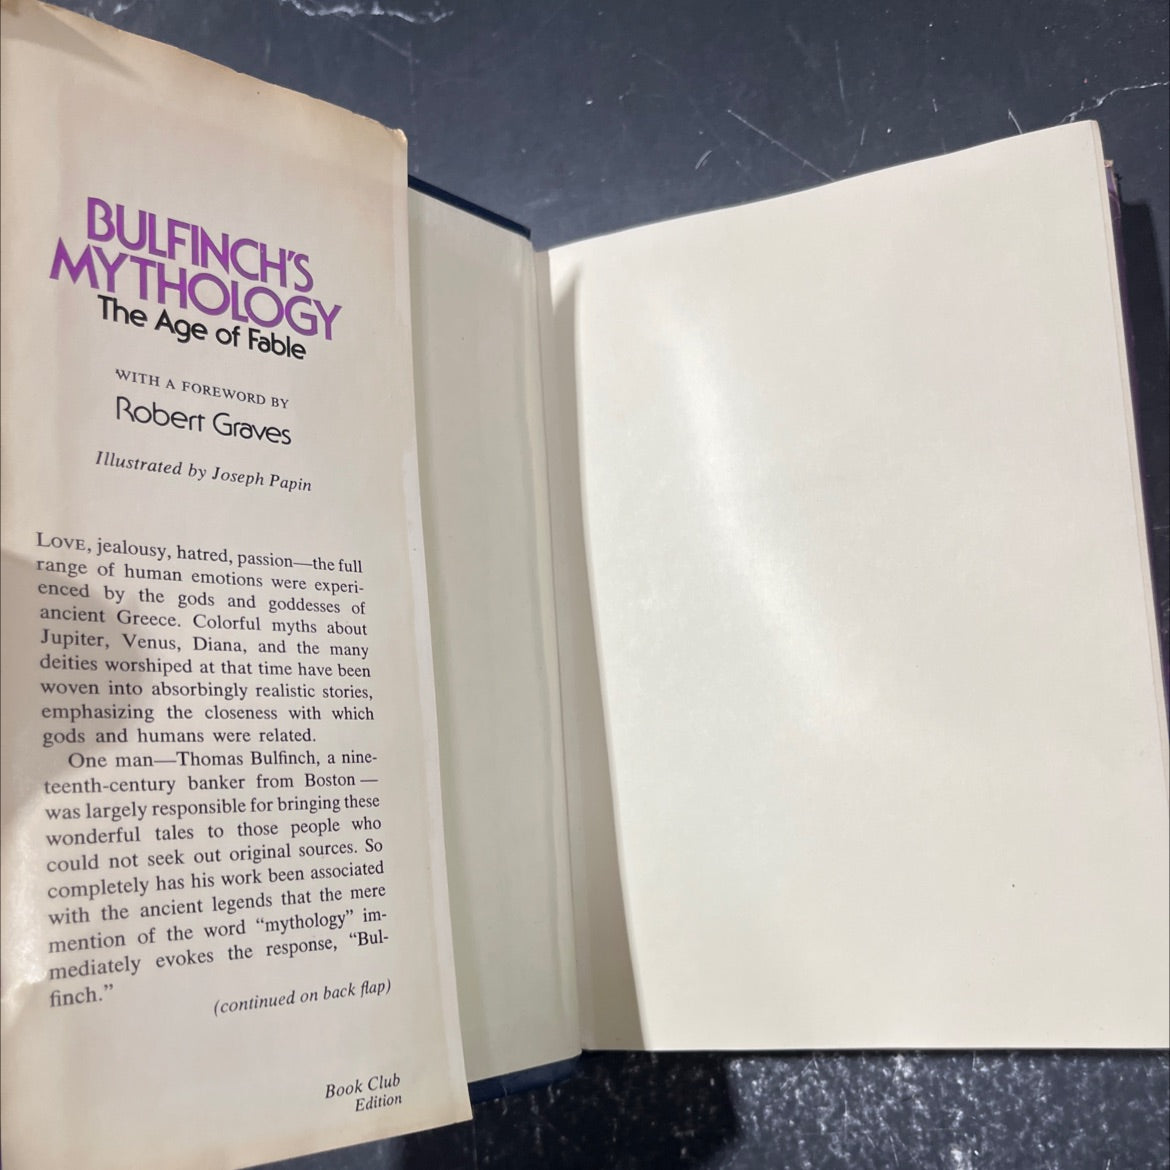 BULFINCH'S
MYTHOLOGY
The Age of Fable
WITH A FOREWORD BY
Robert Graves
Illustrated by Joseph Papin
LOVE, jealousy, hatred, passion—the full
range of human emotions were experi-
enced by the gods and goddesses of
ancient Greece. Colorful myths about
Jupiter, Venus, Diana, and the many
deities worshiped at that time have been
woven into absorbingly realistic stories,
emphasizing the closeness with which
gods and humans were related.
One man—Thomas Bulfinch, a nine-
teenth-century banker from Boston—
was largely responsible for bringing these
wonderful tales to those people who
could not seek out original sources. So
completely has his work been associated
with the ancient legends that the mere
mention of the word “mythology” im-
mediately evokes the response, “Bul-
finch.”
(continued on back flap)
Book Club
Edition